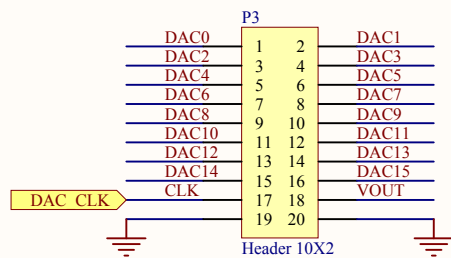 P3
DAC0 1 2 DAC1
DAC2 3 4 DAC3
DAC4 5 6 DAC5
DAC6 7 8 DAC7
DAC8 9 10 DAC9
DAC10 11 12 DAC11
DAC12 13 14 DAC13
DAC14 15 16 DAC15
DAC CLK CLK 17 18 VOUT
19 20
Header 10X2